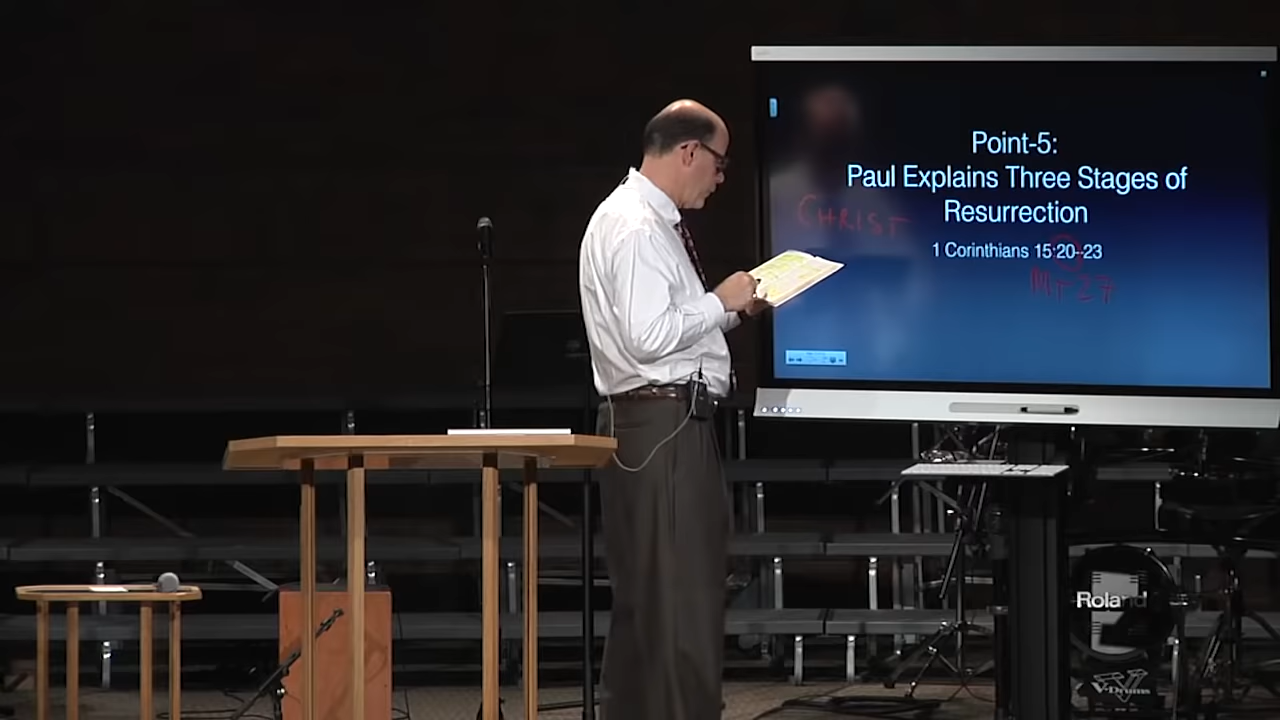 Point-5:
Paul Explains Three Stages of
Resurrection
CHRIST
1 Corinthians 15:20-23
Mt 27
Roland
V-Drums